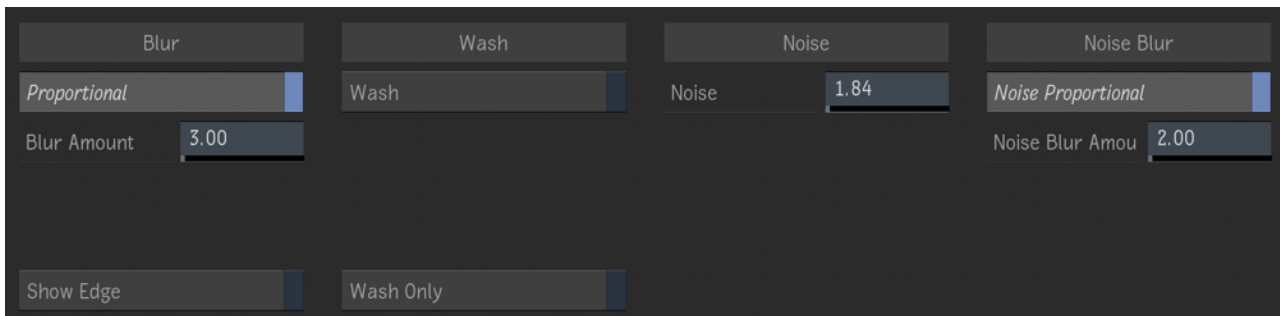 Blur
Wash
Noise
Noise Blur
Proportional
Wash
Noise 1.84
Noise Proportional
Blur Amount 3.00
Noise Blur Amou 2.00
Show Edge
Wash Only